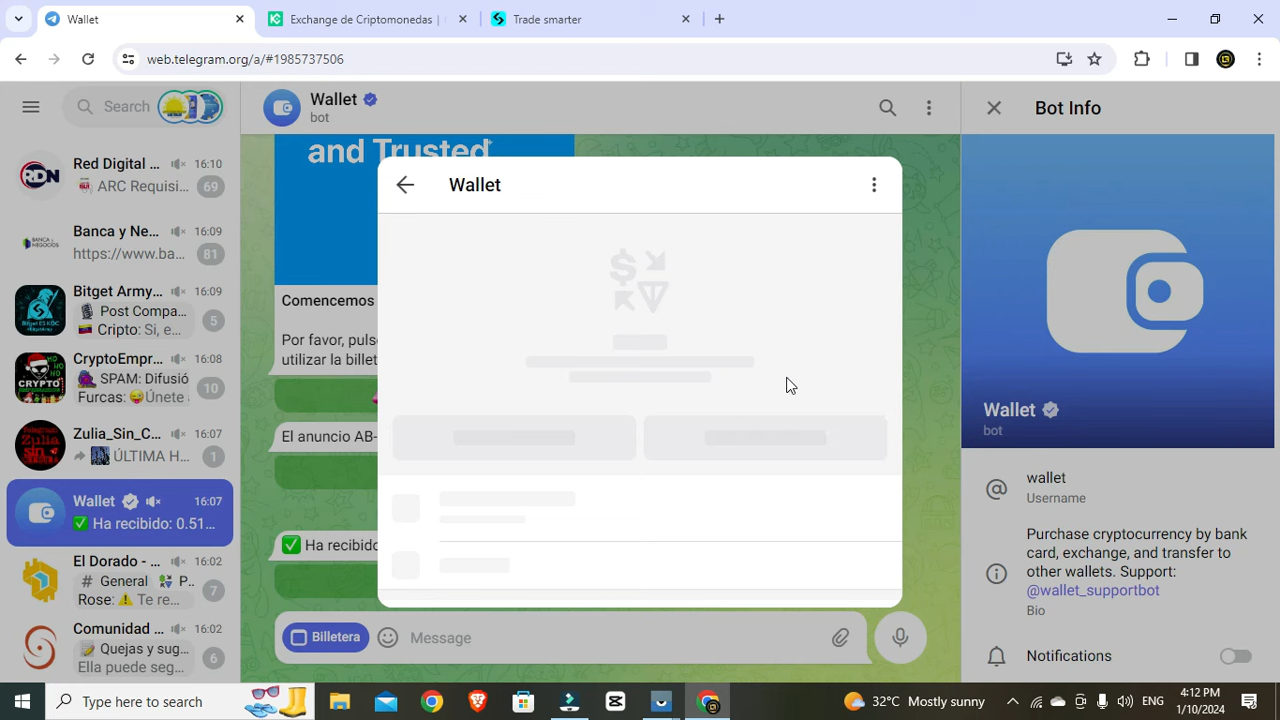 Wallet
Exchange de Criptomonedas |
Trade smarter
web.telegram.org/a/#1985737506
Search
Red Digital ... 16:10
ARC Requisi... 69
Banca y Ne... 16:09
https://www.ba... 81
Bitget Army... 16:09
Post Compa...
Cripto: Si, e... 5
CryptoEmpr... 16:08
SPAM: Difusió
Furcas: 😜Únete a 10
Zulia_Sin_C... 16:07
ÚLTIMA H... 1
Wallet 16:07
✅ Ha recibido: 0.51...
El Dorado - ... 16:02
# General P..
Rose: ⚠️ Te re... 7
Comunidad ... 16:02
Quejas y sug...
Ella puede seg... 6
Wallet
bot
and Trusted
Comencemos
Por favor, puls
utilizar la billet
El anuncio AB-
✅ Ha recibido
Wallet
Billetera
Message
Bot Info
Wallet
bot
wallet
Username
Purchase cryptocurrency by bank
card, exchange, and transfer to
other wallets. Support:
@wallet_supportbot
Bio
Notifications
Type here to search
32°C Mostly sunny
ENG
4:12 PM
1/10/2024